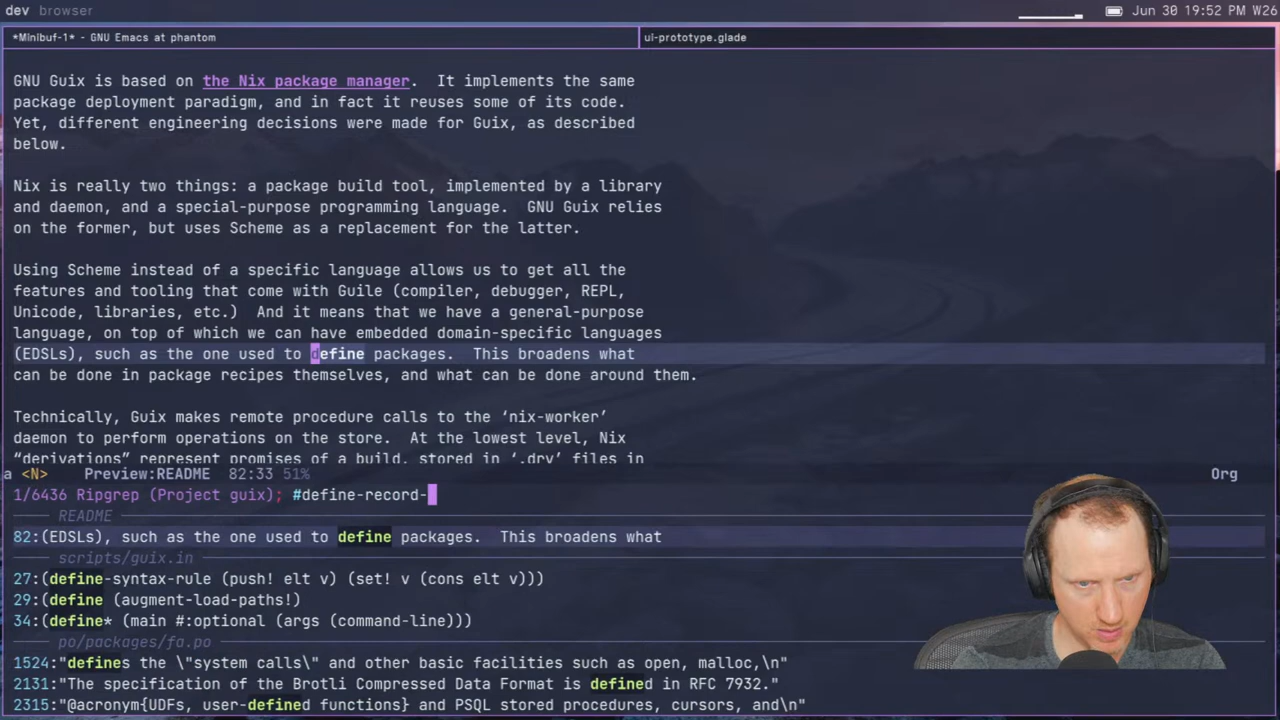 dev browser
Jun 30 19:52 PM W26
*Minibuf-1* - GNU Emacs at phantom
ui-prototype.glade
GNU Guix is based on the Nix package manager.  It implements the same
package deployment paradigm, and in fact it reuses some of its code.
Yet, different engineering decisions were made for Guix, as described
below.
Nix is really two things: a package build tool, implemented by a library
and daemon, and a special-purpose programming language.  GNU Guix relies
on the former, but uses Scheme as a replacement for the latter.
Using Scheme instead of a specific language allows us to get all the
features and tooling that come with Guile (compiler, debugger, REPL,
Unicode, libraries, etc.)  And it means that we have a general-purpose
language, on top of which we can have embedded domain-specific languages
(EDSLs), such as the one used to define packages.  This broadens what
can be done in package recipes themselves, and what can be done around them.
Technically, Guix makes remote procedure calls to the ‘nix-worker’
daemon to perform operations on the store.  At the lowest level, Nix
“derivations” represent promises of a build, stored in ‘.drv’ files in
a <N> Preview:README 82:33 51% Org
1/6436 Ripgrep (Project guix); #define-record-
README
82:(EDSLs), such as the one used to define packages.  This broadens what
scripts/guix.in
27:(define-syntax-rule (push! elt v) (set! v (cons elt v)))
29:(define (augment-load-paths!)
34:(define* (main #:optional (args (command-line)))
po/packages/fa.po
1524:"defines the \"system calls\" and other basic facilities such as open, malloc,\n"
2131:"The specification of the Brotli Compressed Data Format is defined in RFC 7932."
2315:"@acronym{UDFs, user-defined functions} and PSQL stored procedures, cursors, and\n"